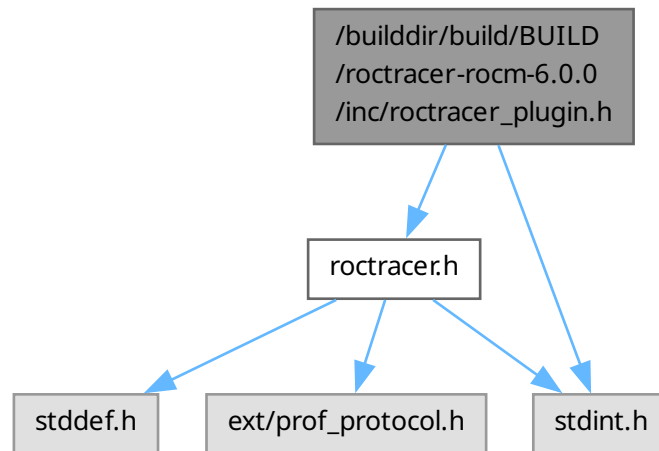 /builddir/build/BUILD
/roctracer-rocm-6.0.0
/inc/roctracer_plugin.h
roctracer.h
stddef.h
ext/prof_protocol.h
stdint.h